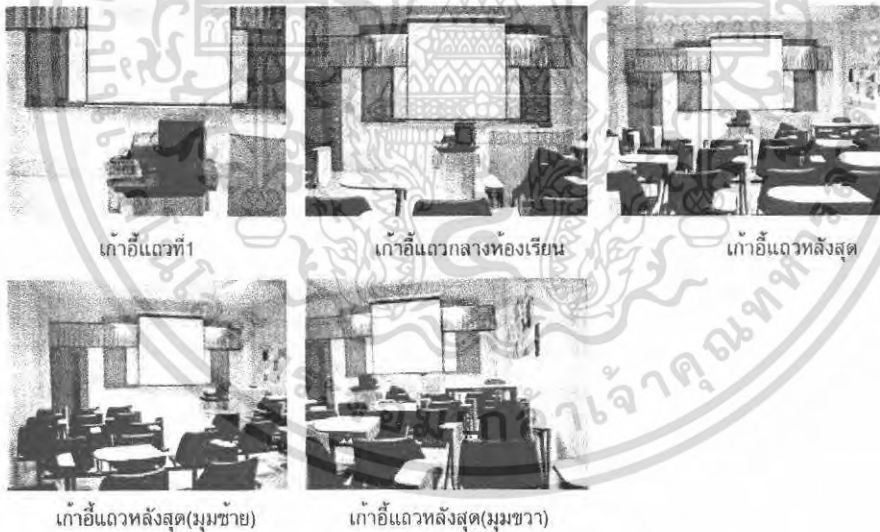 เก้าอี้แถวที่1
เก้าอี้แถวกลางห้องเรียน
เก้าอี้แถวหลังสุด
เก้าอี้แถวหลังสุด(มุมซ้าย)
เก้าอี้แถวหลังสุด(มุมขวา)